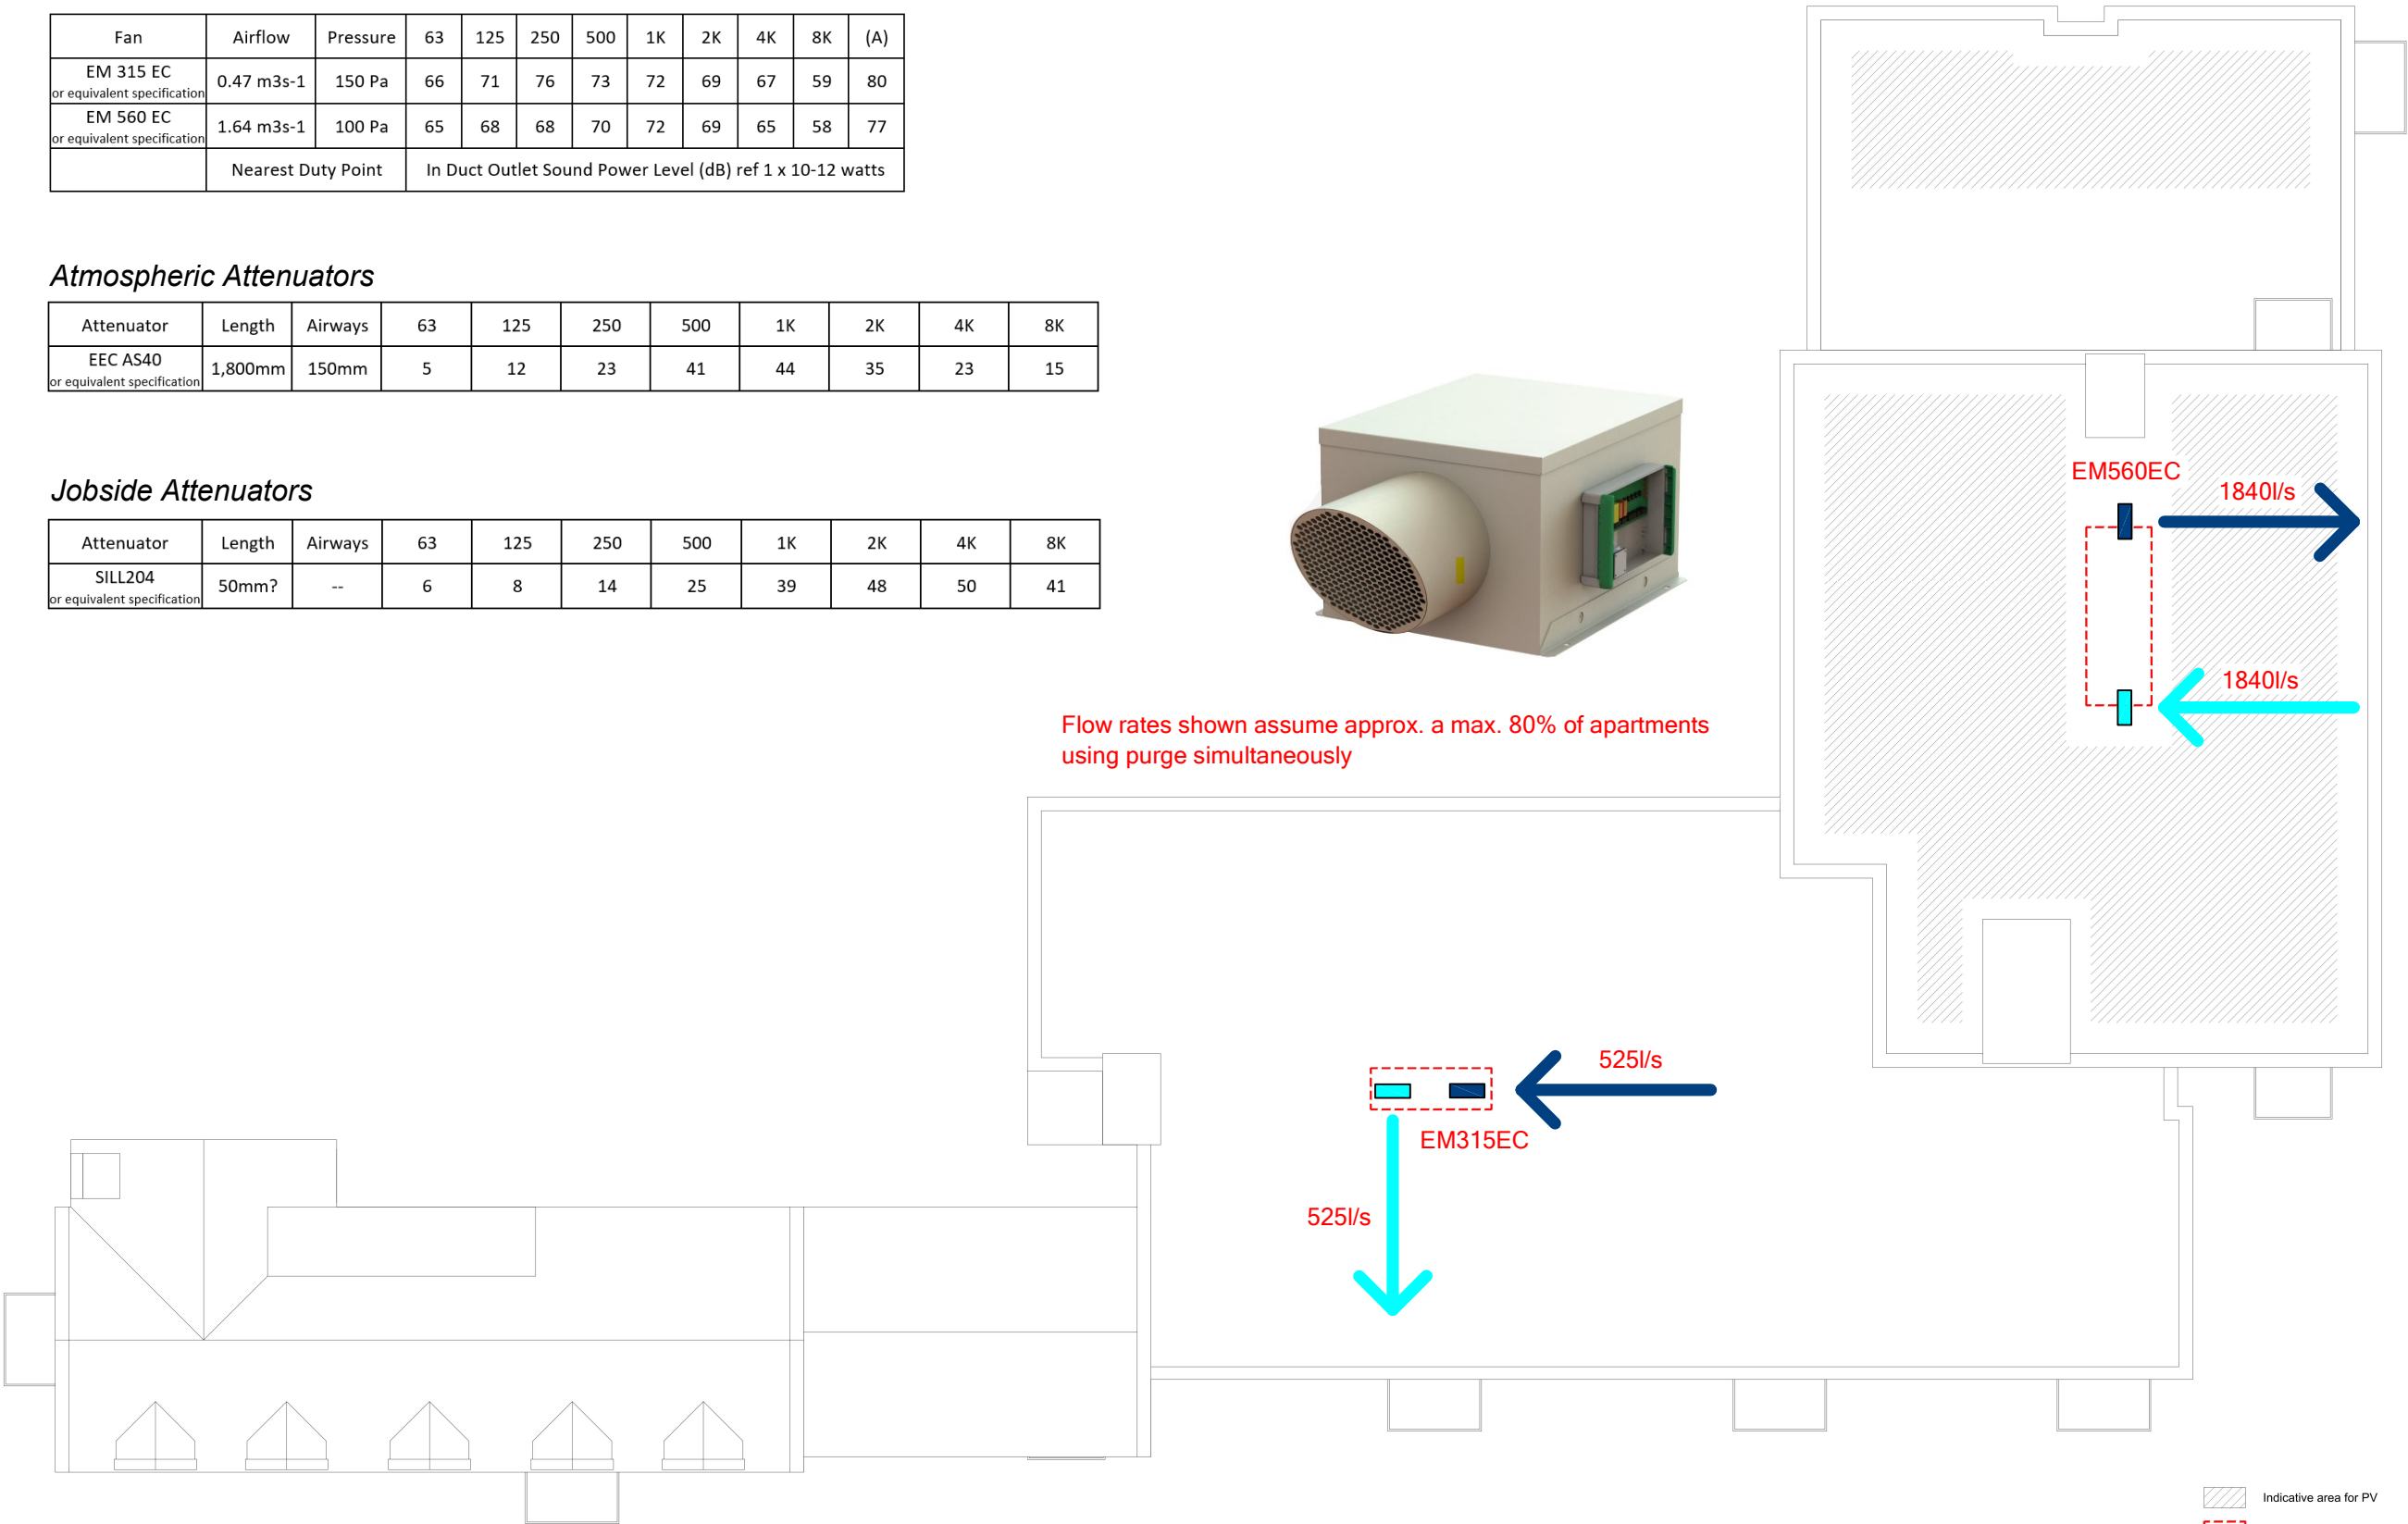 Fan Airflow Pressure 63 125 250 500 1K 2K 4K 8K (A)
EM 315 EC
or equivalent specification 0.47 m3s-1 150 Pa 66 71 76 73 72 69 67 59 80
EM 560 EC
or equivalent specification 1.64 m3s-1 100 Pa 65 68 68 70 72 69 65 58 77
Nearest Duty Point In Duct Outlet Sound Power Level (dB) ref 1 x 10-12 watts
Atmospheric Attenuators
Attenuator Length Airways 63 125 250 500 1K 2K 4K 8K
EEC AS40
or equivalent specification 1,800mm 150mm 5 12 23 41 44 35 23 15
Jobside Attenuators
Attenuator Length Airways 63 125 250 500 1K 2K 4K 8K
SILL204
or equivalent specification 50mm? -- 6 8 14 25 39 48 50 41
EM560EC
1840l/s
1840l/s
Flow rates shown assume approx. a max. 80% of apartments
using purge simultaneously
525l/s
EM315EC
525l/s
Indicative area for PV